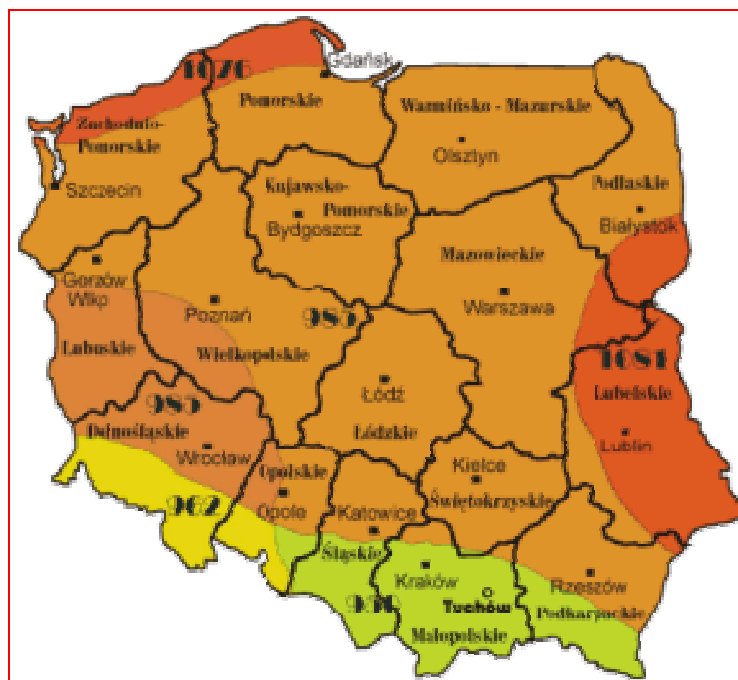 1076
Gdańsk
Pomorskie
Warmińsko - Mazurskie
Zachodnio-
Pomorskie
Olsztyn
Szczecin
Kujawsko-
Pomorskie
Bydgoszcz
Podlaskie
Białystok
Gorzów
Wlkp
Mazowieckie
Warszawa
Poznań
985
Lubuskie
Wielkopolskie
1081
Lubelskie
Łódź
Łódzkie
985
Dolnośląskie
Wrocław
Lublin
Opolskie
Opole
Kielce
Świętokrzyskie
962
Katowice
Śląskie
Kraków
Rzeszów
Tuchów
Podkarpackie
Małopolskie